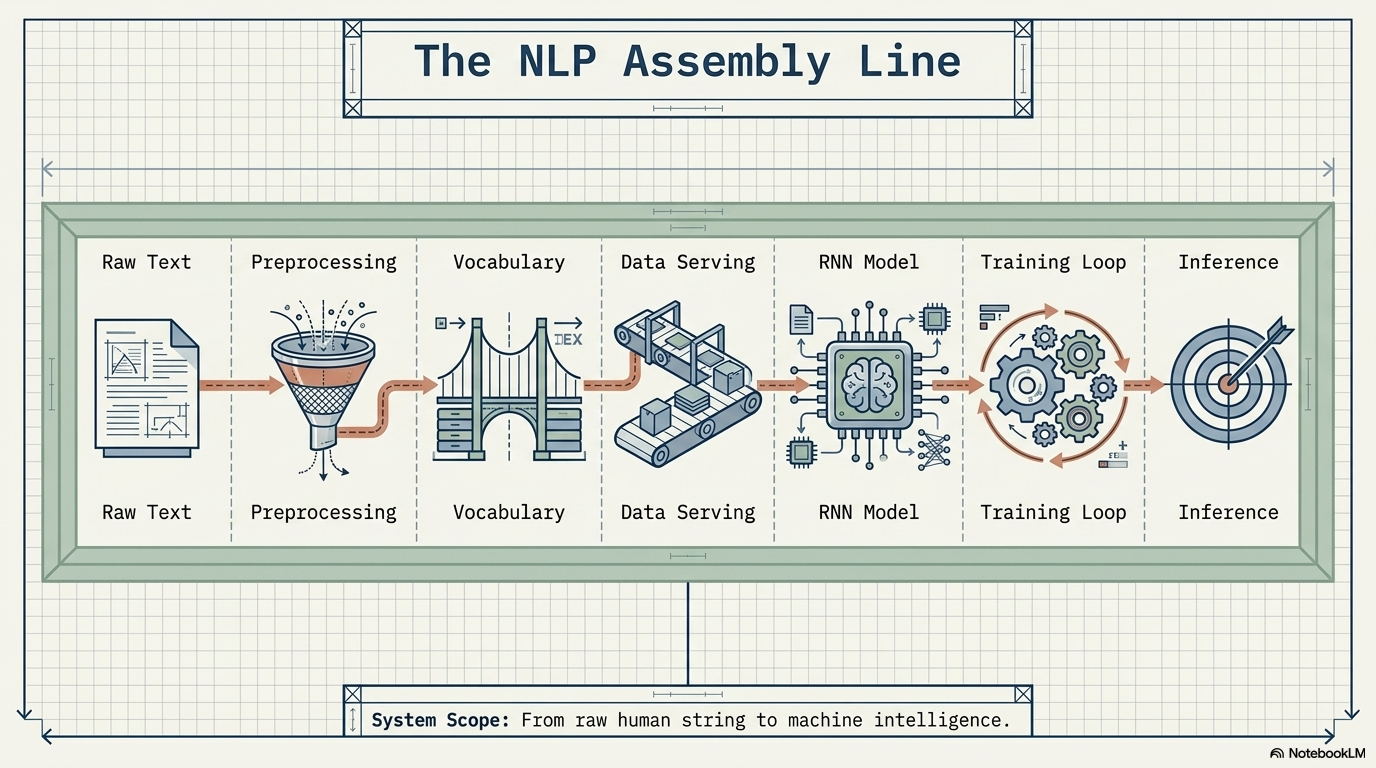 The NLP Assembly Line
Raw Text
Preprocessing
Vocabulary
Data Serving
RNN Model
Training Loop
Inference
Raw Text
Preprocessing
Vocabulary
Data Serving
RNN Model
Training Loop
Inference
System Scope: From raw human string to machine intelligence.
NotebookLM